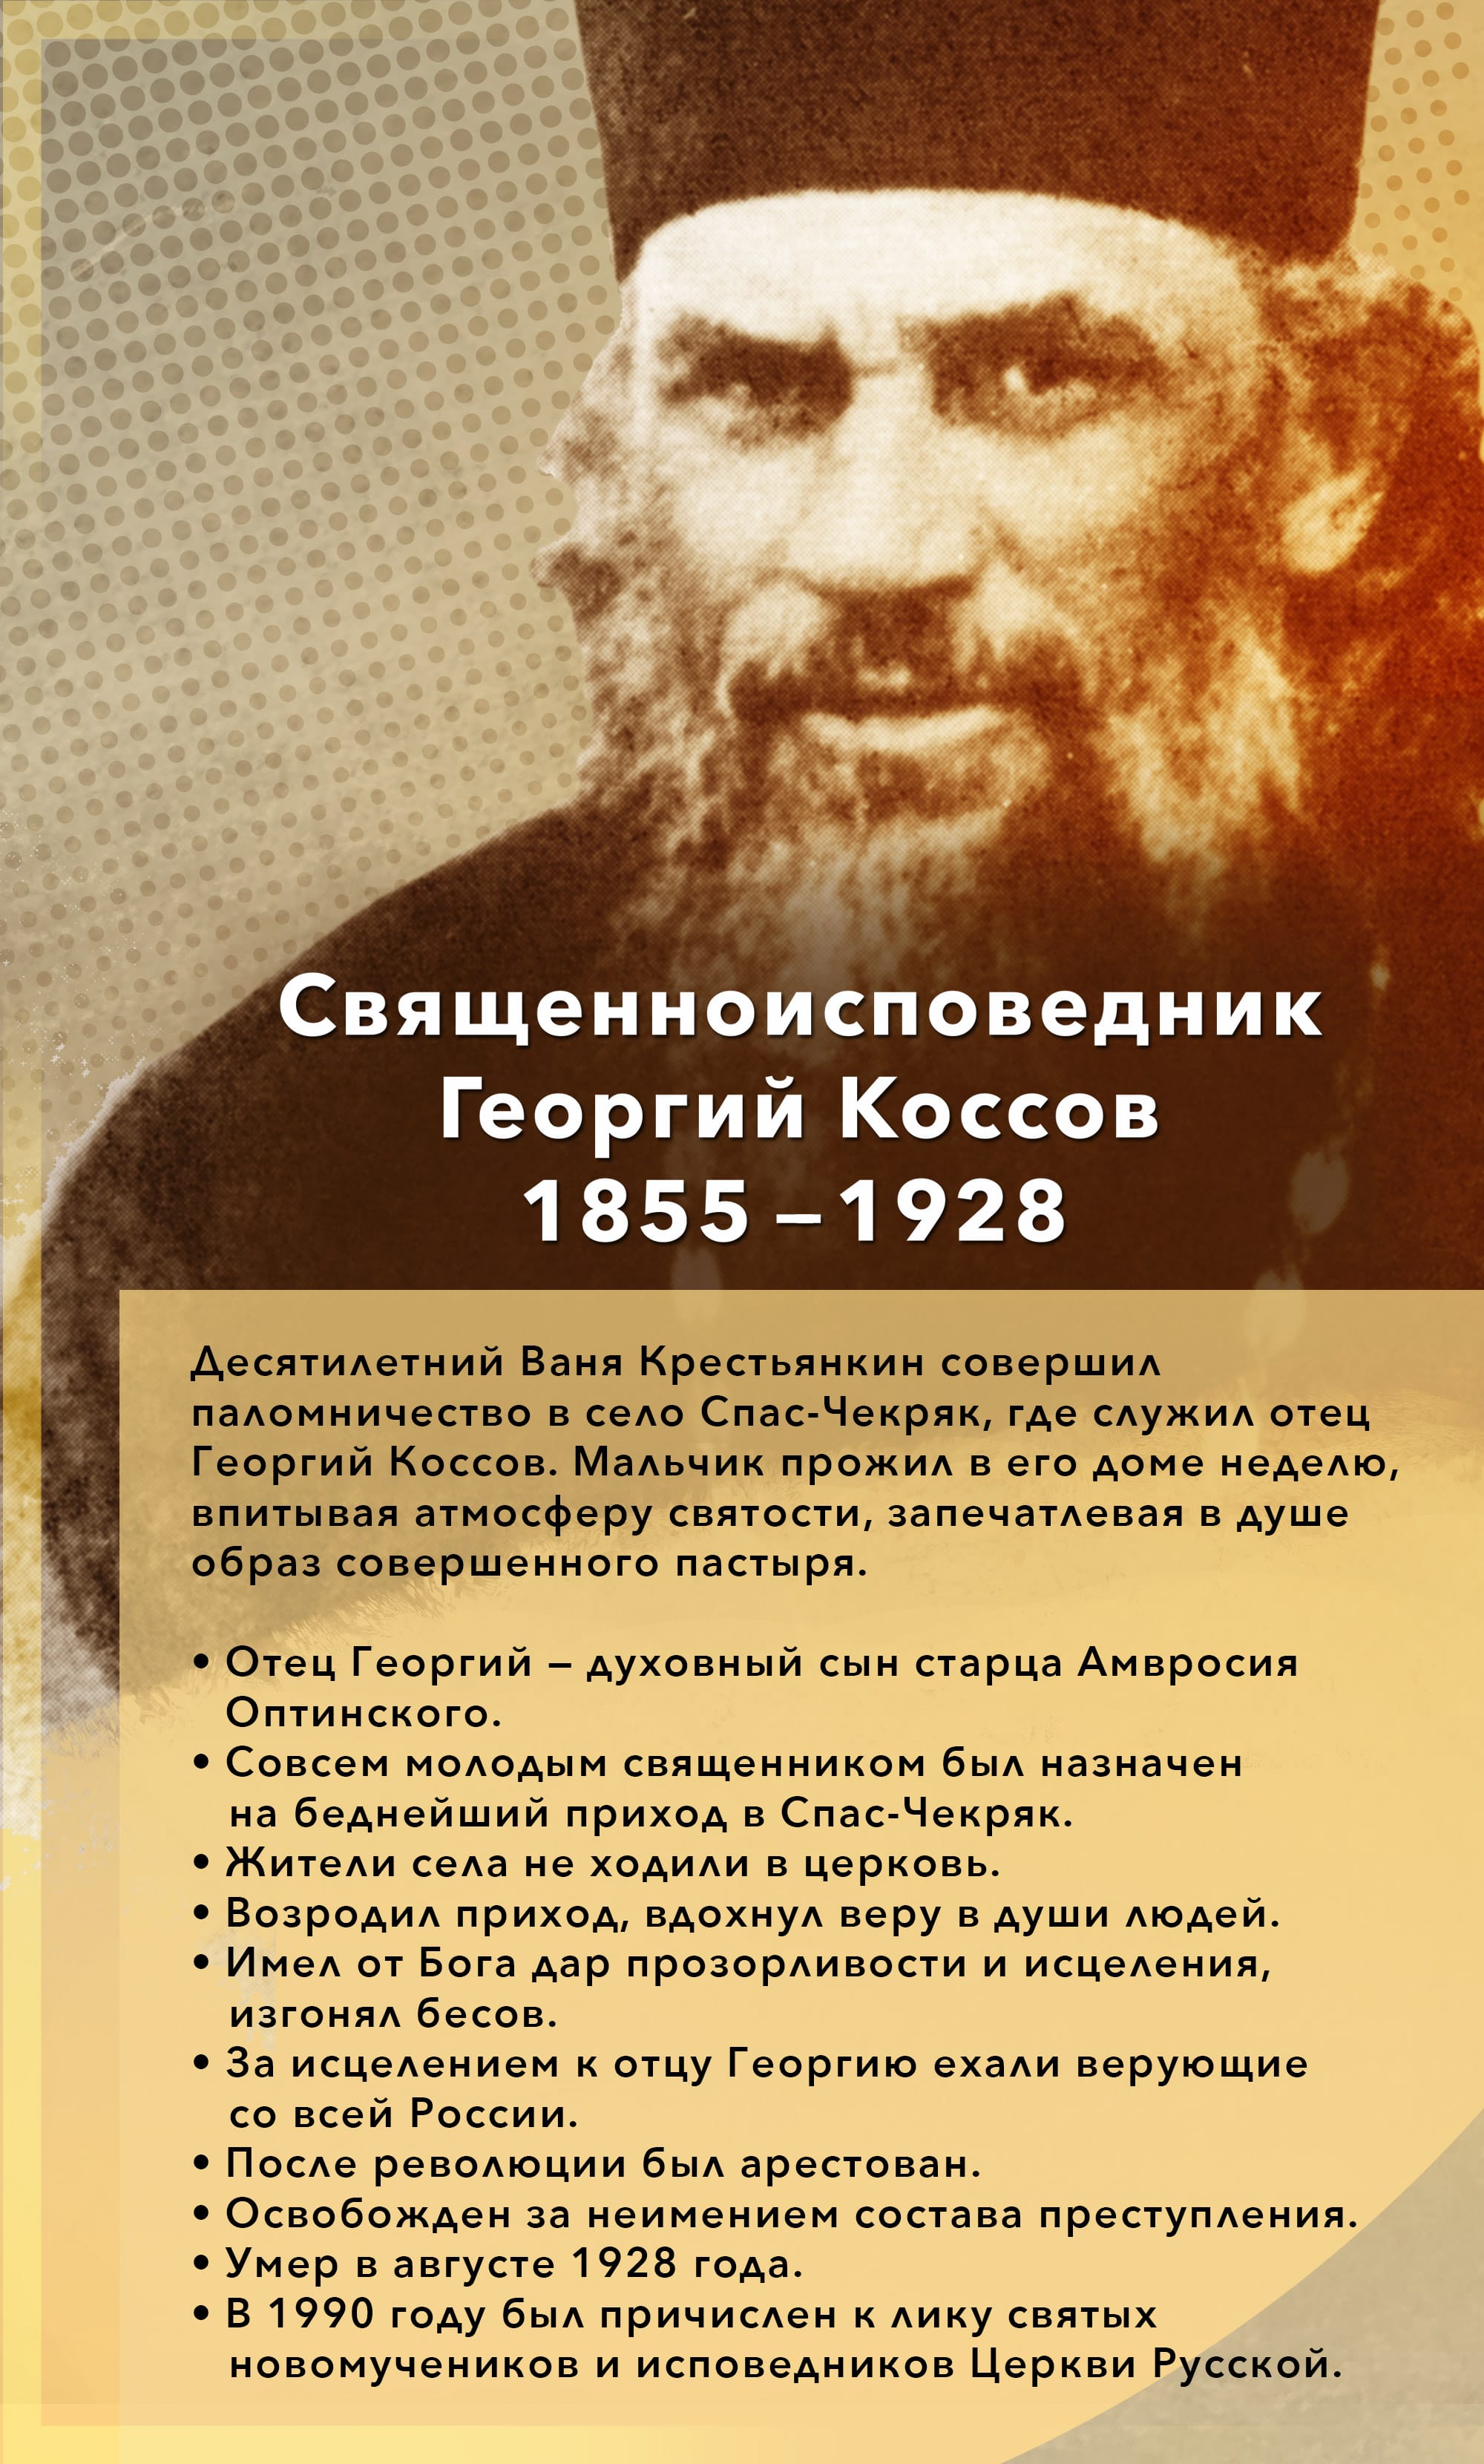 Священноисповедник
Георгий Коссов
1855 – 1928
Десятилетний Ваня Крестьянкин совершил
паломничество в село Спас-Чекряк, где служил отец
Георгий Коссов. Мальчик прожил в его доме неделю,
впитывая атмосферу святости, запечатлевая в душе
образ совершенного пастыря.
• Отец Георгий – духовный сын старца Амвросия
Оптинского.
• Совсем молодым священником был назначен
на беднейший приход в Спас-Чекряк.
• Жители села не ходили в церковь.
• Возродил приход, вдохнул веру в души людей.
• Имел от Бога дар прозорливости и исцеления,
изгонял бесов.
• За исцелением к отцу Георгию ехали верующие
со всей России.
• После революции был арестован.
• Освобожден за неимением состава преступления.
• Умер в августе 1928 года.
• В 1990 году был причислен к лику святых
новомучеников и исповедников Церкви Русской.